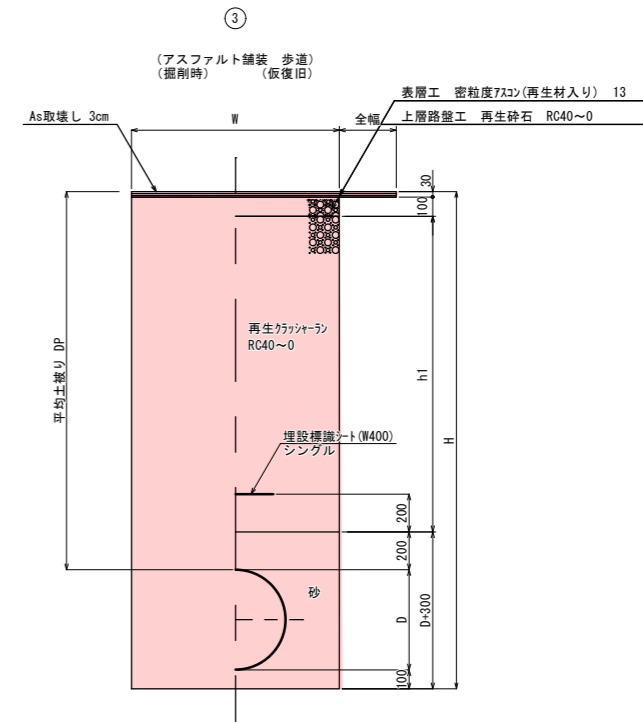 ③
(アスファルト舗装 歩道)
(掘削時) (仮復旧)
表層工 密粒度ｱｽｺﾝ(再生材入り) 13
As取壊し 3cm
W
全幅
上層路盤工 再生砕石 RC40～0
30
100
再生ｸﾗｯｼｬｰﾗﾝ
RC40～0
平均土被り DP
h1
H
埋設標識ｼｰﾄ(W400)
シングル
200
200
砂
D
D+300
100